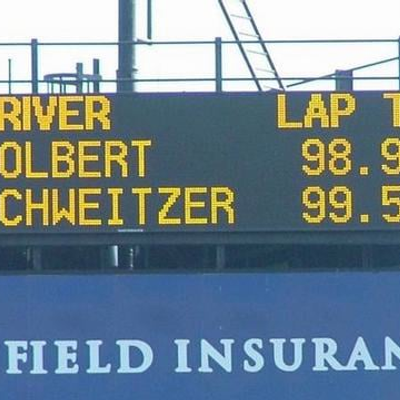 RIVER LAP T
OLBERT 98.9
CHWEITZER 99.5
FIELD INSURAN